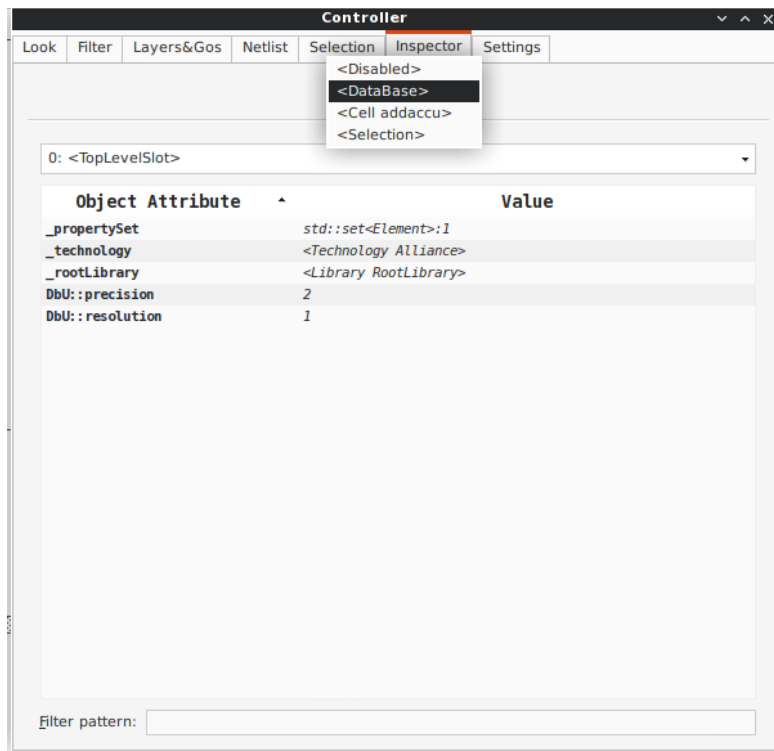 Controller
Look Filter Layers&Gos Netlist Selection Inspector Settings
<Disabled>
<DataBase>
<Cell addaccu>
<Selection>
0: <TopLevelSlot>
Object Attribute Value
_propertySet std::set<Element>:1
_technology <Technology Alliance>
_rootLibrary <Library RootLibrary>
DbU::precision 2
DbU::resolution 1
Filter pattern: